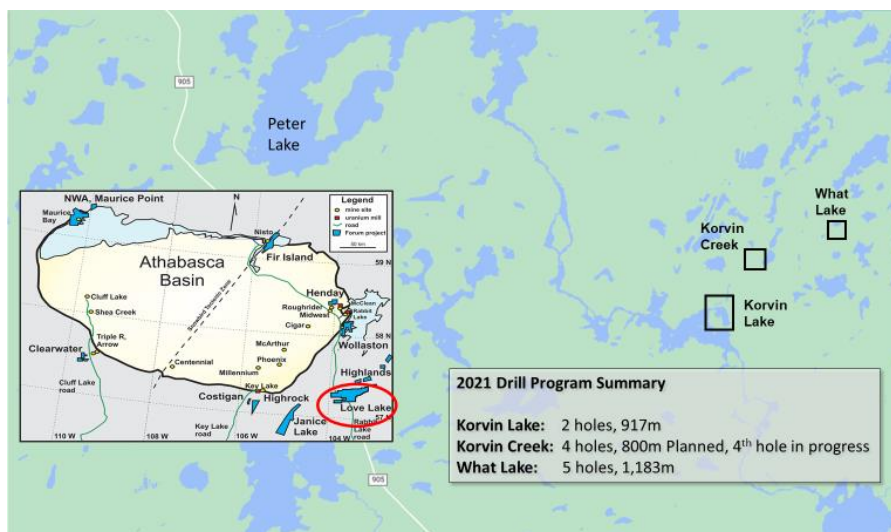 905
Peter
Lake
What
Lake
Korvin
Creek
Korvin
Lake
NWA, Maurice Point
Maurice
Bay
N
Legend
mine site
uranium mill
road
Forum project
Nisto
Fir Island
59 N
Athabasca
Basin
Henday
McClean
Rabbit
Lake
Roughrider
Midwest
Cluff Lake
Shea Creek
Cigar
58 N
Wollaston
Triple R,
Arrow
McArthur
Clearwater
Centennial
Phoenix
Millennium
Highlands
Cluff Lake
road
Key Lake
Costigan
Highrock
Love Lake
57 N
Key Lake
road
Janice
Lake
Rabbit
Lake road
110 W
108 W
106 W
104 W
905
2021 Drill Program Summary
Korvin Lake: 2 holes, 917m
Korvin Creek: 4 holes, 800m Planned, 4th hole in progress
What Lake: 5 holes, 1,183m